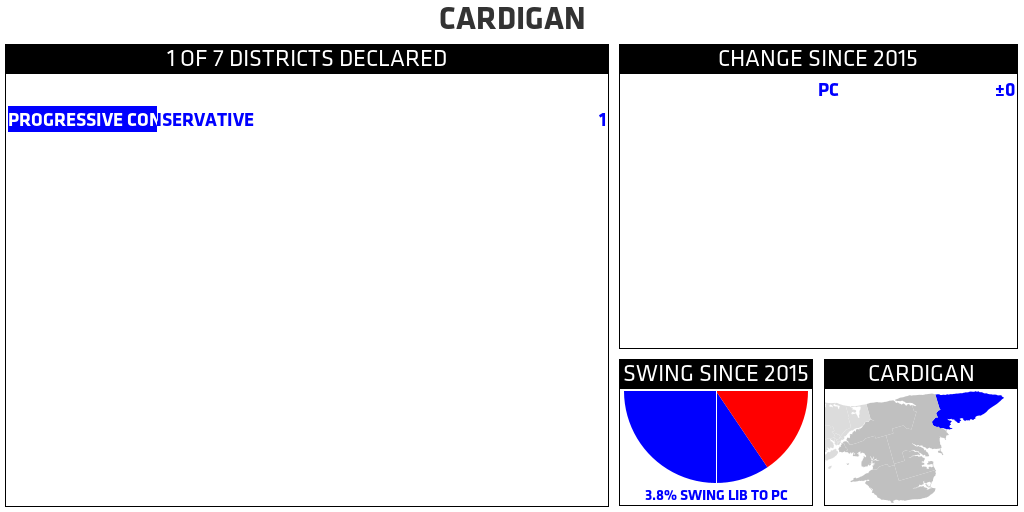 CARDIGAN
1 OF 7 DISTRICTS DECLARED
PROGRESSIVE CONSERVATIVE 1
CHANGE SINCE 2015
PC ±0
SWING SINCE 2015
3.8% SWING LIB TO PC
CARDIGAN